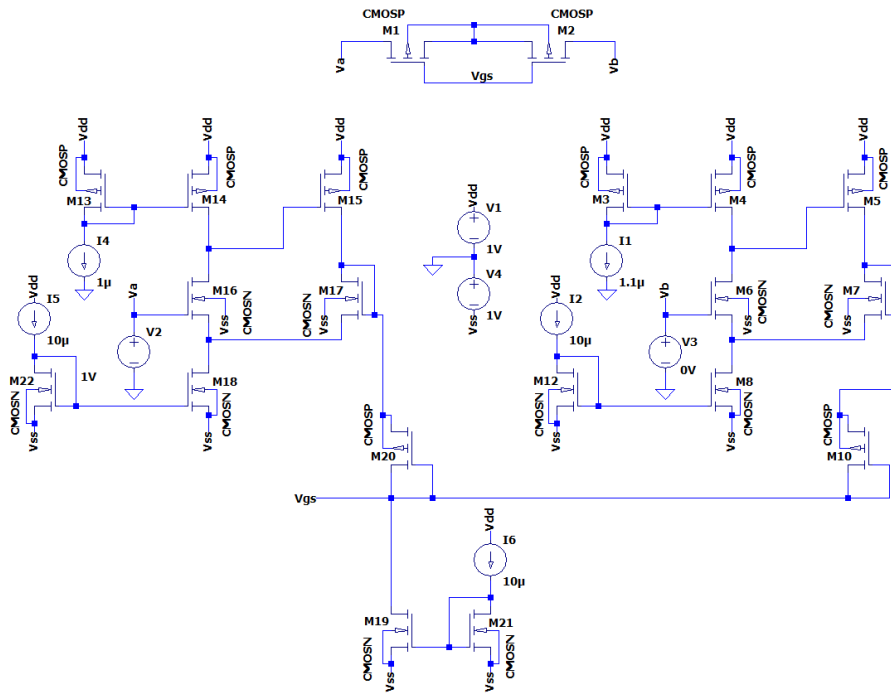 CMOSP
CMOSP
M1
M2
Va
Vgs
Vb
Vdd
Vdd
Vdd
Vdd
Vdd
Vdd
CMOSP
M13
M14
CMOSP
M15
CMOSP
CMOSP
M3
M4
CMOSP
M5
CMOSP
Vdd
V1
1V
V4
1V
Vss
I4
1µ
I1
1.1µ
Vdd
I5
10µ
Va
M16
Vss
CMOSN
M17
Vss
CMOSN
Vdd
I2
10µ
Vb
M6
Vss
CMOSN
M7
Vss
CMOSN
V2
1V
V3
0V
M22
CMOSN
Vss
M18
CMOSN
Vss
M12
CMOSN
Vss
M8
CMOSN
Vss
CMOSP
M20
CMOSP
M10
Vgs
Vdd
I6
10µ
M19
CMOSN
Vss
M21
CMOSN
Vss